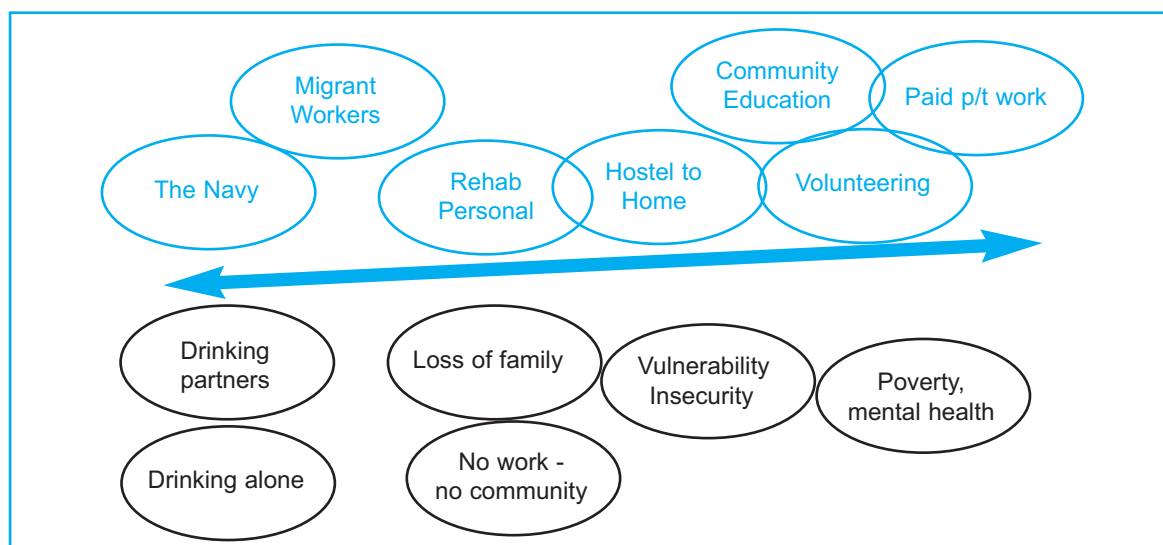 Migrant
Workers
Community
Education
Paid p/t work
The Navy
Rehab
Personal
Hostel to
Home
Volunteering
Drinking
partners
Loss of family
Vulnerability
Insecurity
Poverty,
mental health
Drinking alone
No work -
no community